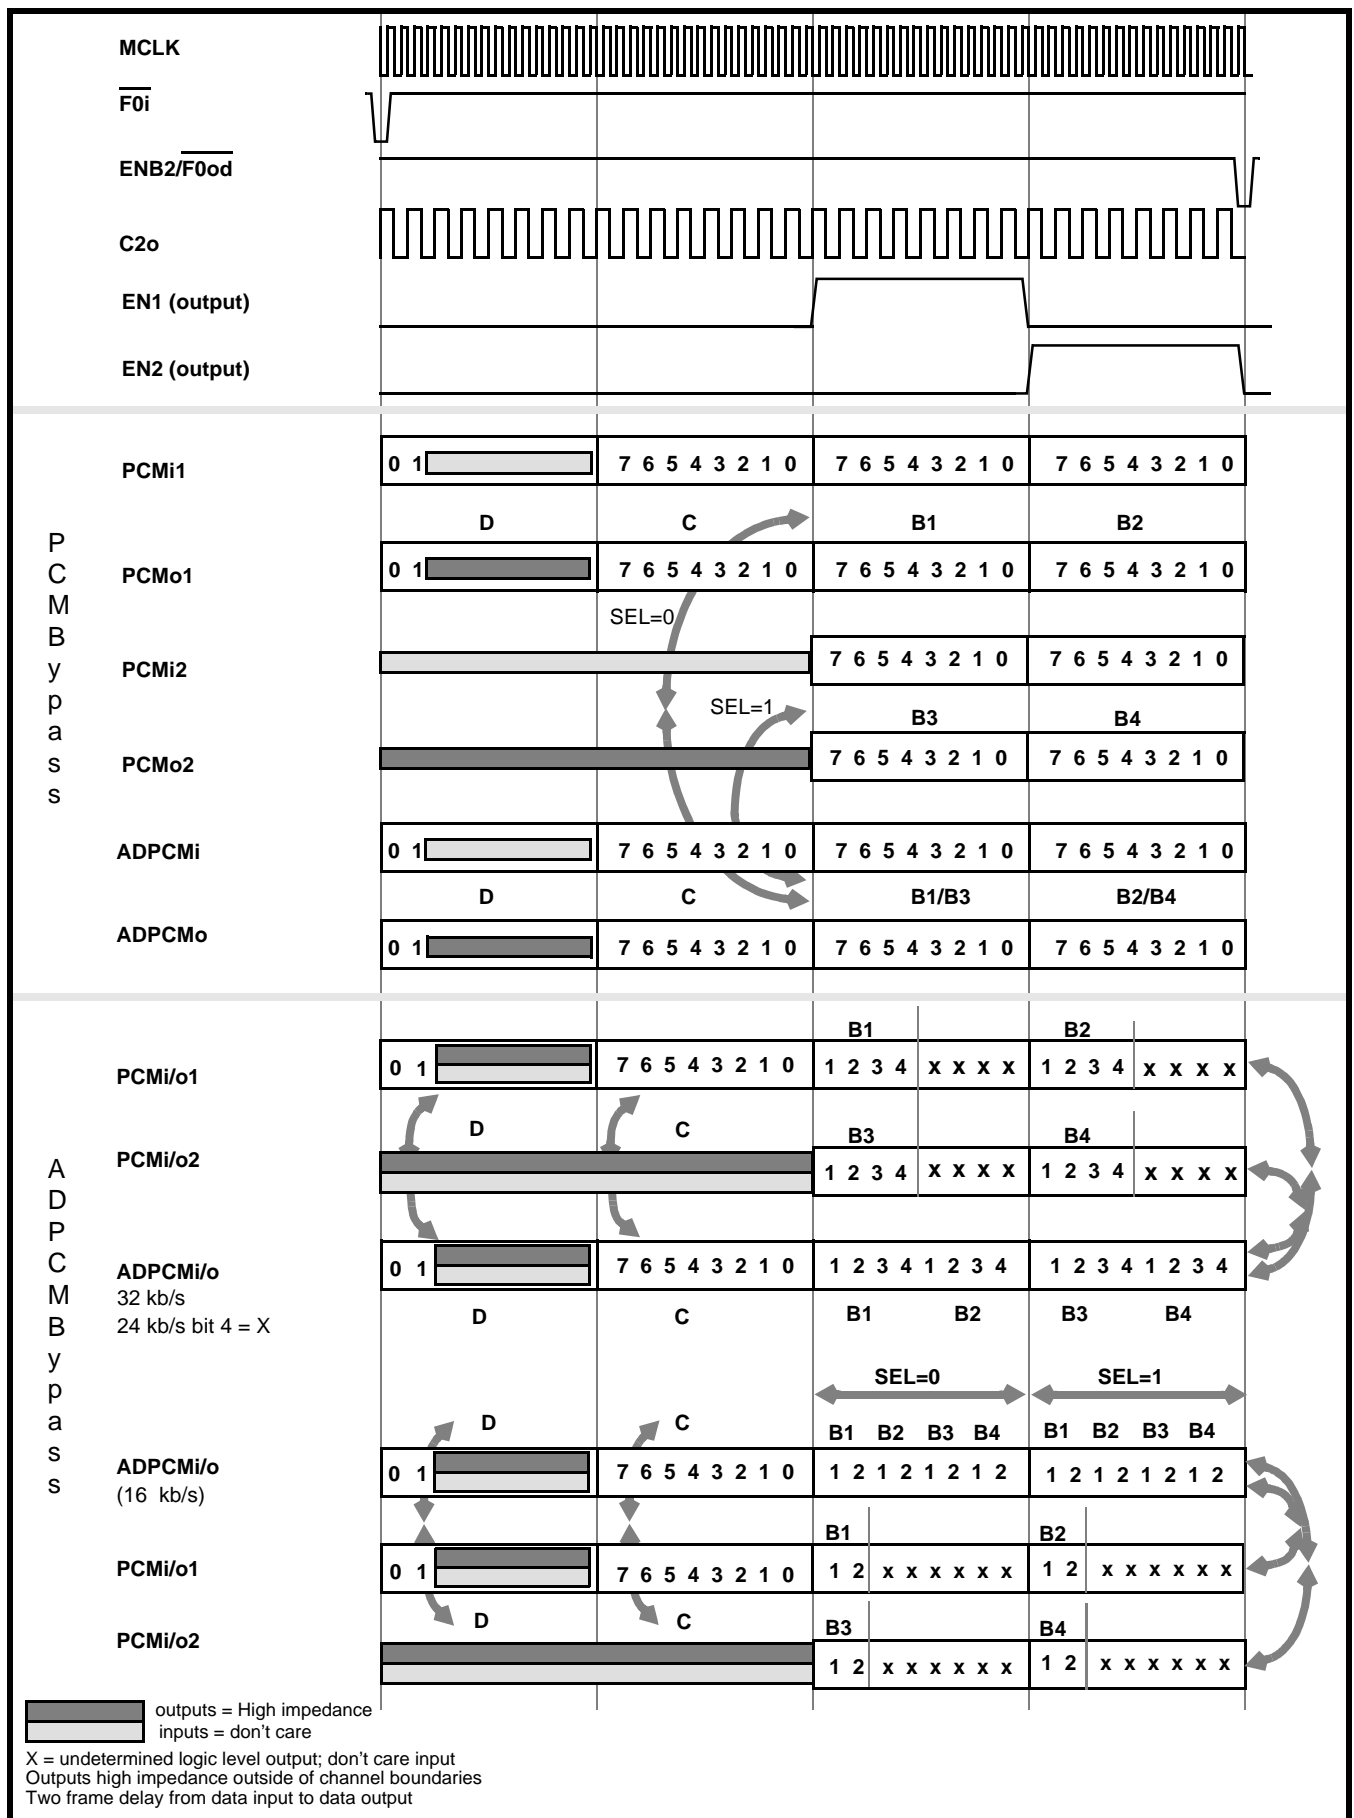 MCLK
F0i
ENB2/F0od
C2o
EN1 (output)
EN2 (output)
PCM Bypass
PCMi1
0 1 7 6 5 4 3 2 1 0 7 6 5 4 3 2 1 0 7 6 5 4 3 2 1 0
D C B1 B2
PCMo1
0 1 7 6 5 4 3 2 1 0 7 6 5 4 3 2 1 0 7 6 5 4 3 2 1 0
SEL=0
PCMi2
7 6 5 4 3 2 1 0 7 6 5 4 3 2 1 0
SEL=1
B3 B4
PCMo2
7 6 5 4 3 2 1 0 7 6 5 4 3 2 1 0
ADPCMi
0 1 7 6 5 4 3 2 1 0 7 6 5 4 3 2 1 0 7 6 5 4 3 2 1 0
D C B1/B3 B2/B4
ADPCMo
0 1 7 6 5 4 3 2 1 0 7 6 5 4 3 2 1 0 7 6 5 4 3 2 1 0
ADPCM Bypass
B1 B2
PCMi/o1
0 1 7 6 5 4 3 2 1 0 1 2 3 4 x x x x 1 2 3 4 x x x x
D C B3 B4
PCMi/o2
1 2 3 4 x x x x 1 2 3 4 x x x x
ADPCMi/o
0 1 7 6 5 4 3 2 1 0 1 2 3 4 1 2 3 4 1 2 3 4 1 2 3 4
32 kb/s
24 kb/s bit 4 = X
D C B1 B2 B3 B4
SEL=0 SEL=1
D C B1 B2 B3 B4 B1 B2 B3 B4
ADPCMi/o
(16 kb/s)
0 1 7 6 5 4 3 2 1 0 1 2 1 2 1 2 1 2 1 2 1 2 1 2 1 2
B1 B2
PCMi/o1
0 1 7 6 5 4 3 2 1 0 1 2 x x x x x x 1 2 x x x x x x
D C B3 B4
PCMi/o2
1 2 x x x x x x 1 2 x x x x x x
outputs = High impedance
inputs = don't care
X = undetermined logic level output; don't care input
Outputs high impedance outside of channel boundaries
Two frame delay from data input to data output